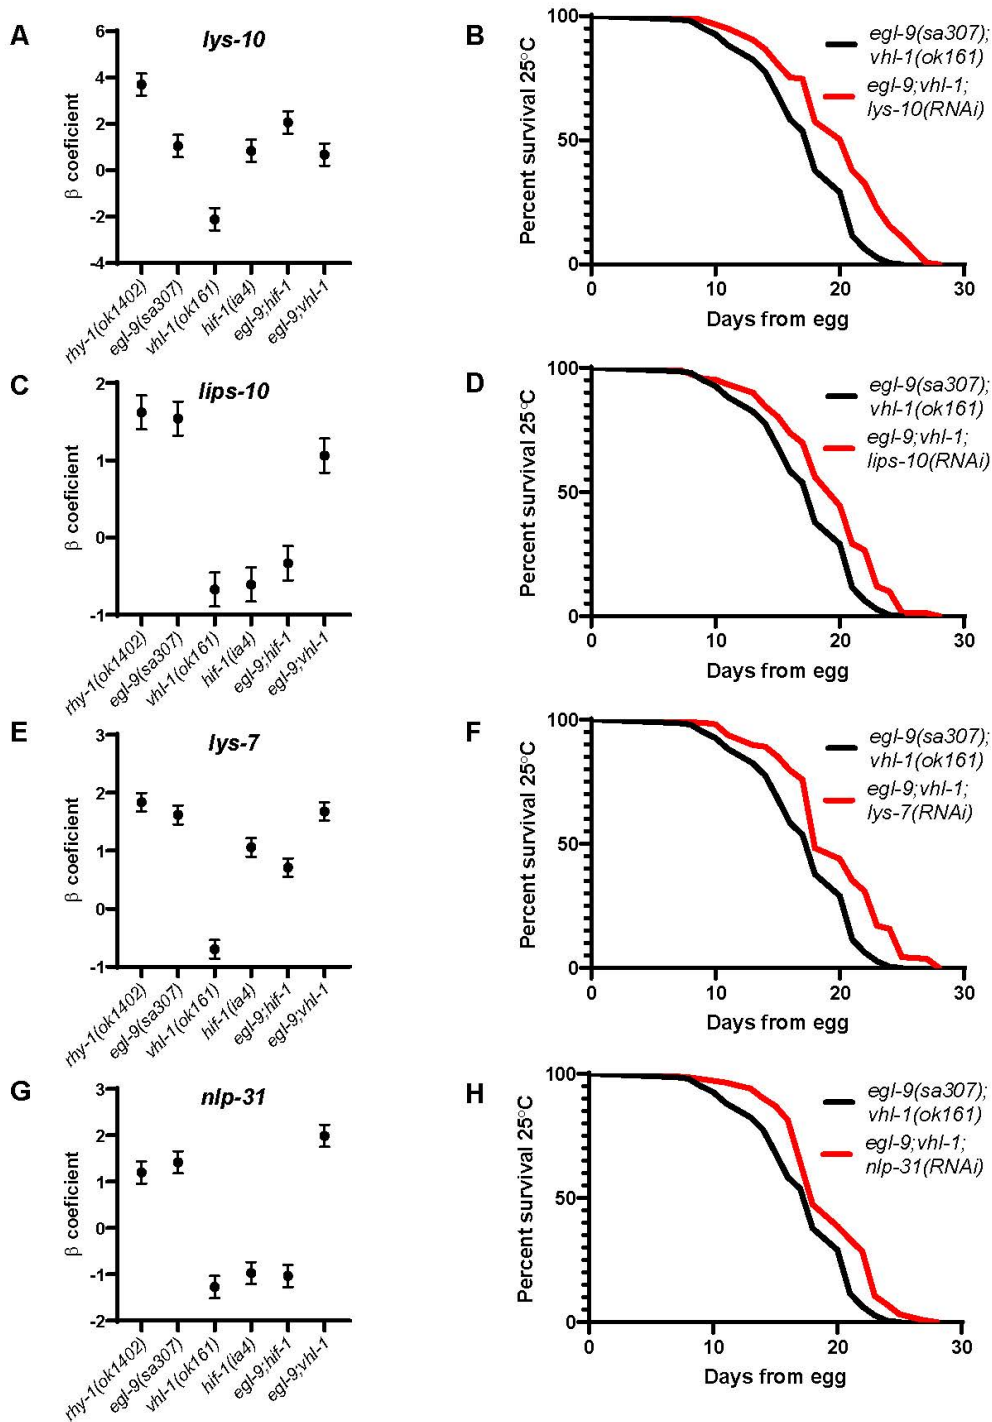 A
lys-10
6
4
2
0
-2
-4
β coeficient
rhy-1(ok1402)
egl-9(sa307)
vhl-1(ok161)
hif-1(ia4)
egl-9;hif-1
egl-9;vhl-1
B
100
50
0
Percent survival 25°C
0 10 20 30
Days from egg
egl-9(sa307);
vhl-1(ok161)
egl-9;vhl-1;
lys-10(RNAi)
C
lips-10
2
1
0
-1
β coeficient
rhy-1(ok1402)
egl-9(sa307)
vhl-1(ok161)
hif-1(ia4)
egl-9;hif-1
egl-9;vhl-1
D
100
50
0
Percent survival 25°C
0 10 20 30
Days from egg
egl-9(sa307);
vhl-1(ok161)
egl-9;vhl-1;
lips-10(RNAi)
E
lys-7
3
2
1
0
-1
β coeficient
rhy-1(ok1402)
egl-9(sa307)
vhl-1(ok161)
hif-1(ia4)
egl-9;hif-1
egl-9;vhl-1
F
100
50
0
Percent survival 25°C
0 10 20 30
Days from egg
egl-9(sa307);
vhl-1(ok161)
egl-9;vhl-1;
lys-7(RNAi)
G
nlp-31
3
2
1
0
-1
-2
β coeficient
rhy-1(ok1402)
egl-9(sa307)
vhl-1(ok161)
hif-1(ia4)
egl-9;hif-1
egl-9;vhl-1
H
100
50
0
Percent survival 25°C
0 10 20 30
Days from egg
egl-9(sa307);
vhl-1(ok161)
egl-9;vhl-1;
nlp-31(RNAi)